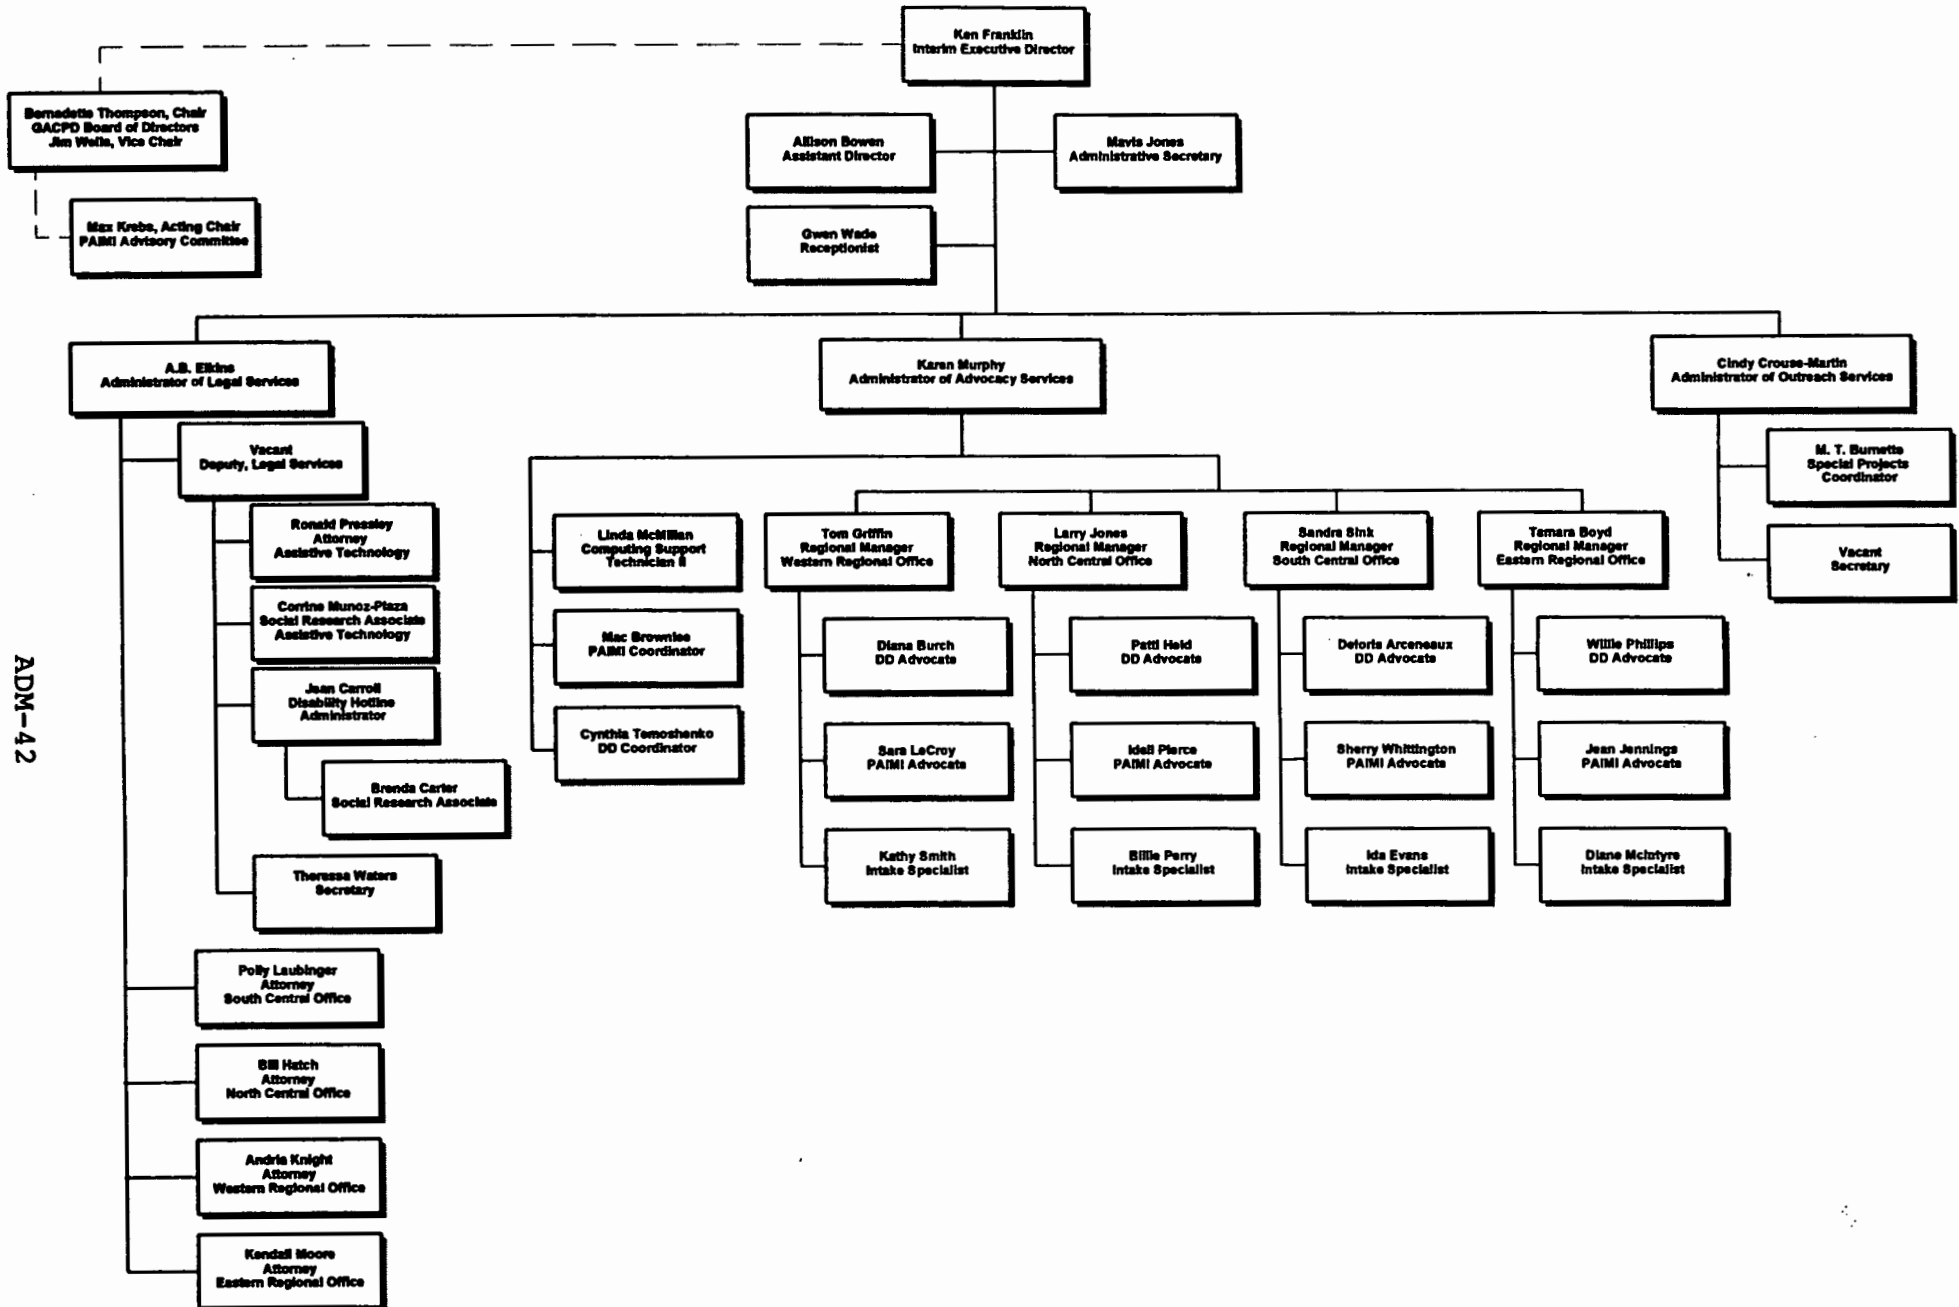 Ken Franklin
Interim Executive Director
Bernadette Thompson, Chair
GACPD Board of Directors
Jim Wells, Vice Chair
Max Krebs, Acting Chair
PAIMI Advisory Committee
Allison Bowen
Assistant Director
Mavis Jones
Administrative Secretary
Gwen Wade
Receptionist
A.B. Elkins
Administrator of Legal Services
Vacant
Deputy, Legal Services
Ronald Pressley
Attorney
Assistive Technology
Corrine Munoz-Plaza
Social Research Associate
Assistive Technology
Jean Carroll
Disability Hotline
Administrator
Brenda Carter
Social Research Associate
Theressa Waters
Secretary
Polly Laubinger
Attorney
South Central Office
Bill Hatch
Attorney
North Central Office
Andria Knight
Attorney
Western Regional Office
Kendall Moore
Attorney
Eastern Regional Office
Karen Murphy
Administrator of Advocacy Services
Linda McMillan
Computing Support
Technician II
Mac Brownlee
PAIMI Coordinator
Cynthia Temoshenko
DD Coordinator
Tom Griffin
Regional Manager
Western Regional Office
Diana Burch
DD Advocate
Sara LeCroy
PAIMI Advocate
Kathy Smith
Intake Specialist
Larry Jones
Regional Manager
North Central Office
Patti Held
DD Advocate
Idell Pierce
PAIMI Advocate
Billie Perry
Intake Specialist
Sandra Sink
Regional Manager
South Central Office
Deloris Arceneaux
DD Advocate
Sherry Whittington
PAIMI Advocate
Ida Evans
Intake Specialist
Tamara Boyd
Regional Manager
Eastern Regional Office
Willie Phillips
DD Advocate
Jean Jennings
PAIMI Advocate
Diane McIntyre
Intake Specialist
Cindy Crouse-Martin
Administrator of Outreach Services
M. T. Burnette
Special Projects
Coordinator
Vacant
Secretary
ADM-42